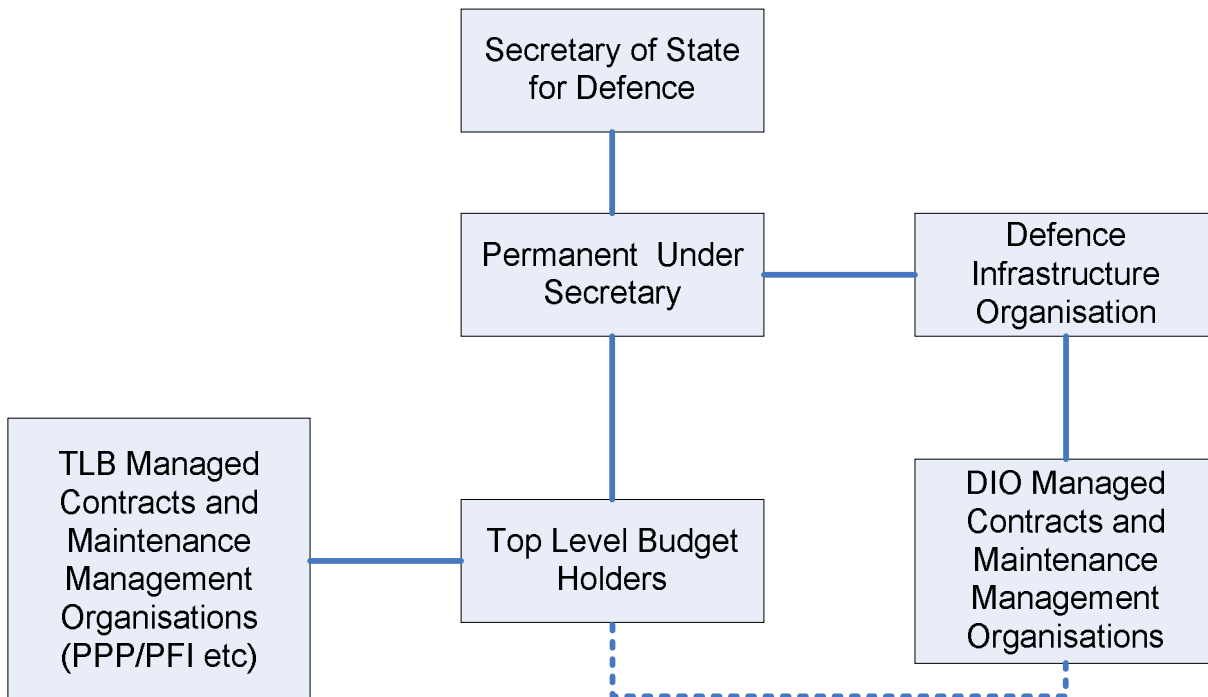 Secretary of State
for Defence
Permanent Under
Secretary
Defence
Infrastructure
Organisation
TLB Managed
Contracts and
Maintenance
Management
Organisations
(PPP/PFI etc)
Top Level Budget
Holders
DIO Managed
Contracts and
Maintenance
Management
Organisations